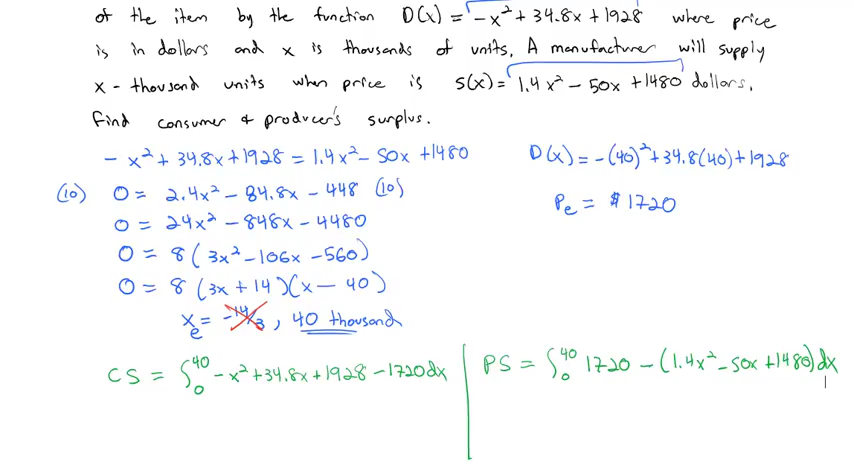 of the item by the function D(x) = -x² + 34.8x + 1928 where price
is in dollars and x is thousands of units. A manufacturer will supply
x-thousand units when price is S(x) = 1.4x² - 50x + 1480 dollars.
Find consumer & producer's surplus.
-x² + 34.8x + 1928 = 1.4x² - 50x + 1480
(10) 0 = 2.4x² - 84.8x - 448 (10)
0 = 24x² - 848x - 4480
0 = 8(3x² - 106x - 560)
0 = 8(3x + 14)(x - 40)
xₑ = -14/3, 40 thousand
D(x) = -(40)² + 34.8(40) + 1928
Pₑ = $1720
CS = ∫₀⁴⁰ -x² + 34.8x + 1928 - 1720 dx
PS = ∫₀⁴⁰ 1720 - (1.4x² - 50x + 1480) dx